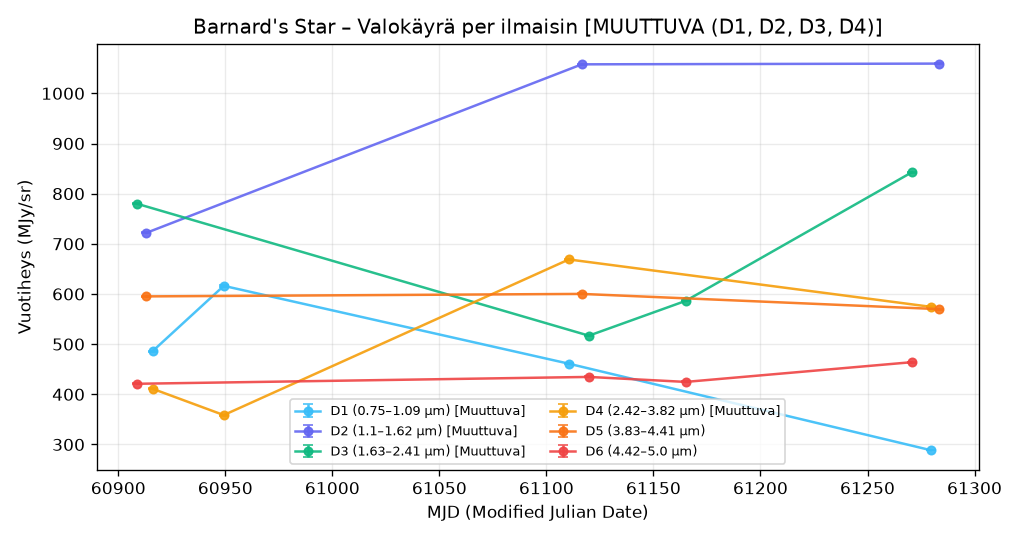 Barnard's Star – Valokäyrä per ilmaisin [MUUTTUVA (D1, D2, D3, D4)]
Vuotiheys (MJy/sr)
1000
900
800
700
600
500
400
300
D1 (0.75–1.09 µm) [Muuttuva]
D2 (1.1–1.62 µm) [Muuttuva]
D3 (1.63–2.41 µm) [Muuttuva]
D4 (2.42–3.82 µm) [Muuttuva]
D5 (3.83–4.41 µm)
D6 (4.42–5.0 µm)
60900 60950 61000 61050 61100 61150 61200 61250 61300
MJD (Modified Julian Date)